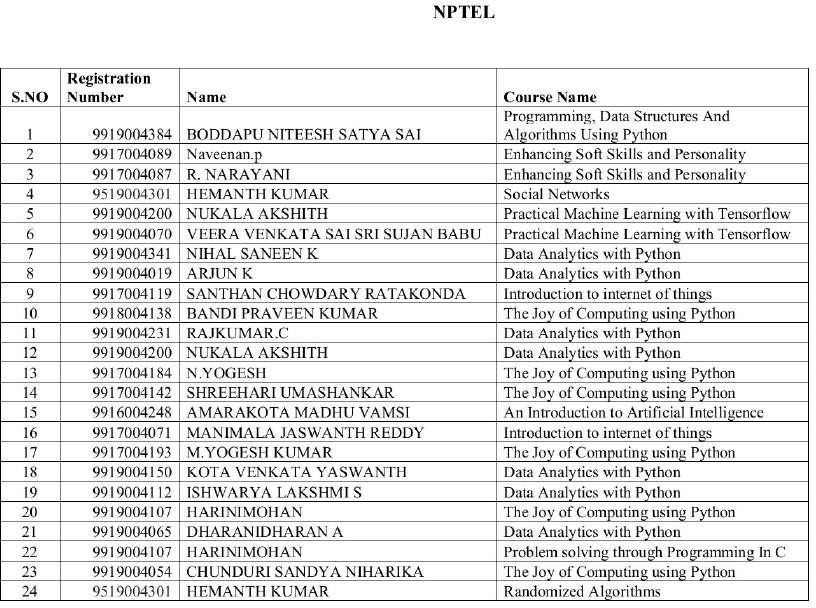 NPTEL
S.NO Registration Number Name Course Name
1 9919004384 BODDAPU NITEESH SATYA SAI Programming, Data Structures And Algorithms Using Python
2 9917004089 Naveenan.p Enhancing Soft Skills and Personality
3 9917004087 R. NARAYANI Enhancing Soft Skills and Personality
4 9519004301 HEMANTH KUMAR Social Networks
5 9919004200 NUKALA AKSHITH Practical Machine Learning with Tensorflow
6 9919004070 VEERA VENKATA SAI SRI SUJAN BABU Practical Machine Learning with Tensorflow
7 9919004341 NIHAL SANEEN K Data Analytics with Python
8 9919004019 ARJUN K Data Analytics with Python
9 9917004119 SANTHAN CHOWDARY RATAKONDA Introduction to internet of things
10 9918004138 BANDI PRAVEEN KUMAR The Joy of Computing using Python
11 9919004231 RAJKUMAR.C Data Analytics with Python
12 9919004200 NUKALA AKSHITH Data Analytics with Python
13 9917004184 N.YOGESH The Joy of Computing using Python
14 9917004142 SHREEHARI UMASHANKAR The Joy of Computing using Python
15 9916004248 AMARAKOTA MADHU VAMSI An Introduction to Artificial Intelligence
16 9917004071 MANIMALA JASWANTH REDDY Introduction to internet of things
17 9917004193 M.YOGESH KUMAR The Joy of Computing using Python
18 9919004150 KOTA VENKATA YASWANTH Data Analytics with Python
19 9919004112 ISHWARYA LAKSHMI S Data Analytics with Python
20 9919004107 HARINIMOHAN The Joy of Computing using Python
21 9919004065 DHARANIDHARAN A Data Analytics with Python
22 9919004107 HARINIMOHAN Problem solving through Programming In C
23 9919004054 CHUNDURI SANDYA NIHARIKA The Joy of Computing using Python
24 9519004301 HEMANTH KUMAR Randomized Algorithms